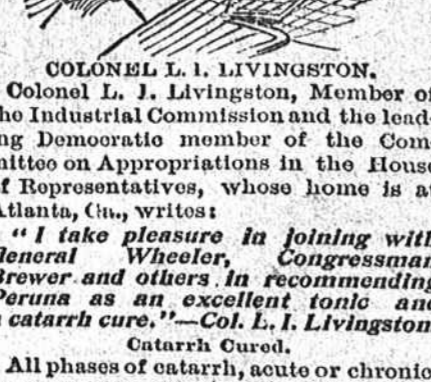 COLONEL L. I. LIVINGSTON.
Colonel L. J. Livingston, Member of
he Industrial Commission and the lead-
ng Democratic member of the Com-
mittee on Appropriations in the House
f Representatives, whose home is at
Atlanta, Ga., writes:
"I take pleasure in joining with
General Wheeler, Congressman
Brewer and others in recommending
Peruna as an excellent tonic and
a catarrh cure."—Col. L. I. Livingston
Catarrh Cured.
All phases of catarrh, acute or chronic